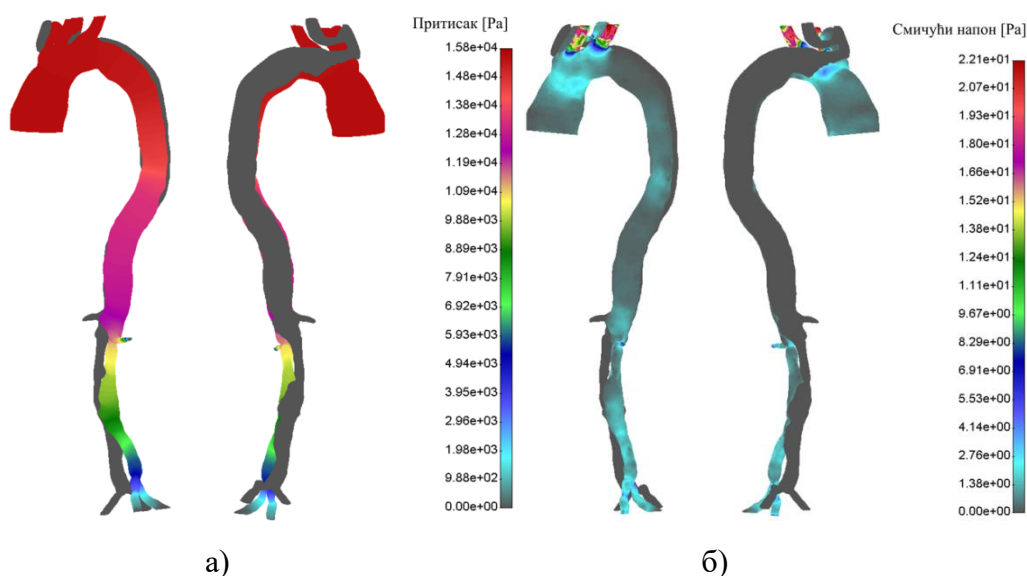 Притисак [Pa]
1.58e+04
1.48e+04
1.38e+04
1.28e+04
1.19e+04
1.09e+04
9.88e+03
8.89e+03
7.91e+03
6.92e+03
5.93e+03
4.94e+03
3.95e+03
2.96e+03
1.98e+03
9.88e+02
0.00e+00
а)
Смичући напон [Pa]
2.21e+01
2.07e+01
1.93e+01
1.80e+01
1.66e+01
1.52e+01
1.38e+01
1.24e+01
1.11e+01
9.67e+00
8.29e+00
6.91e+00
5.53e+00
4.14e+00
2.76e+00
1.38e+00
0.00e+00
б)